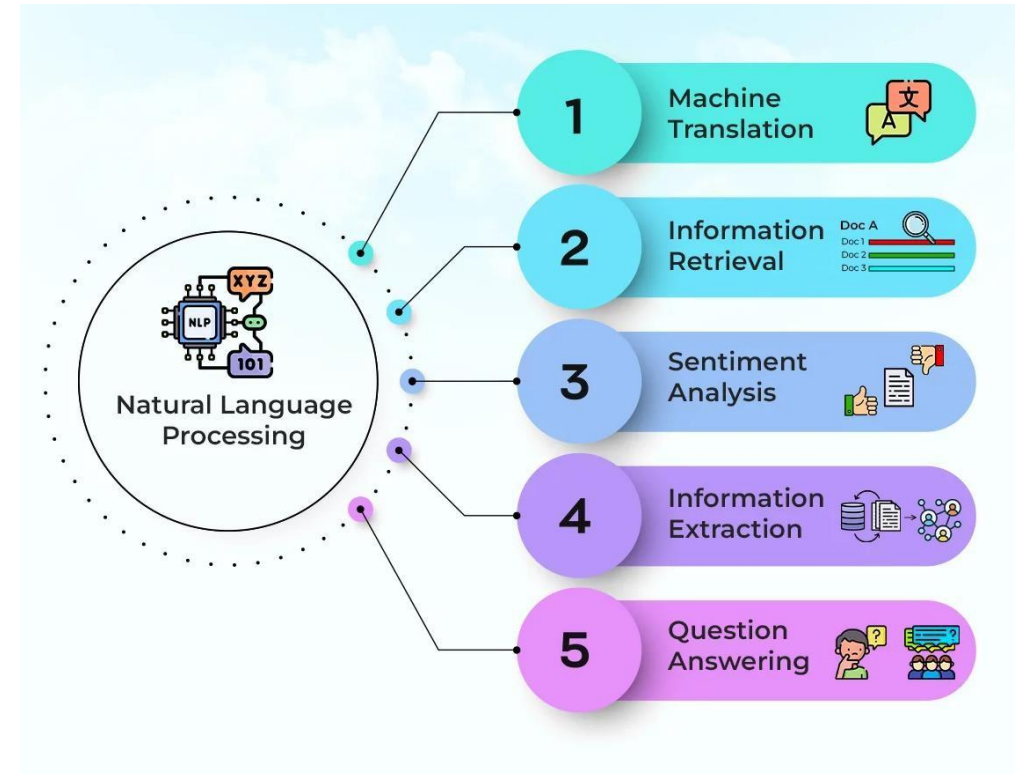 XYZ
NLP
101
Natural Language
Processing
1
Machine
Translation
文
A
2
Information
Retrieval
Doc A
Doc 1
Doc 2
Doc 3
3
Sentiment
Analysis
4
Information
Extraction
5
Question
Answering
?
?